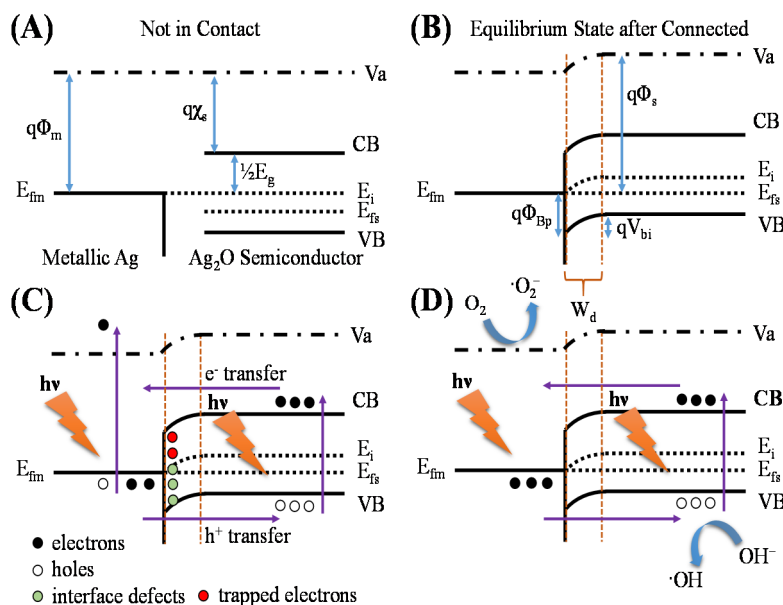 (A)
Not in Contact
Va
qΦm
qχs
CB
½Eg
Efm
Ei
Efs
VB
Metallic Ag
Ag2O Semiconductor
(B)
Equilibrium State after Connected
Va
qΦs
CB
Ei
Efm
Efs
qΦBp
VB
qVbi
Wd
(C)
Va
e- transfer
hν
hν
CB
Ei
Efm
Efs
VB
h+ transfer
electrons
holes
interface defects
trapped electrons
(D)
O2
·O2−
Va
hν
hν
CB
Ei
Efm
Efs
VB
OH−
·OH